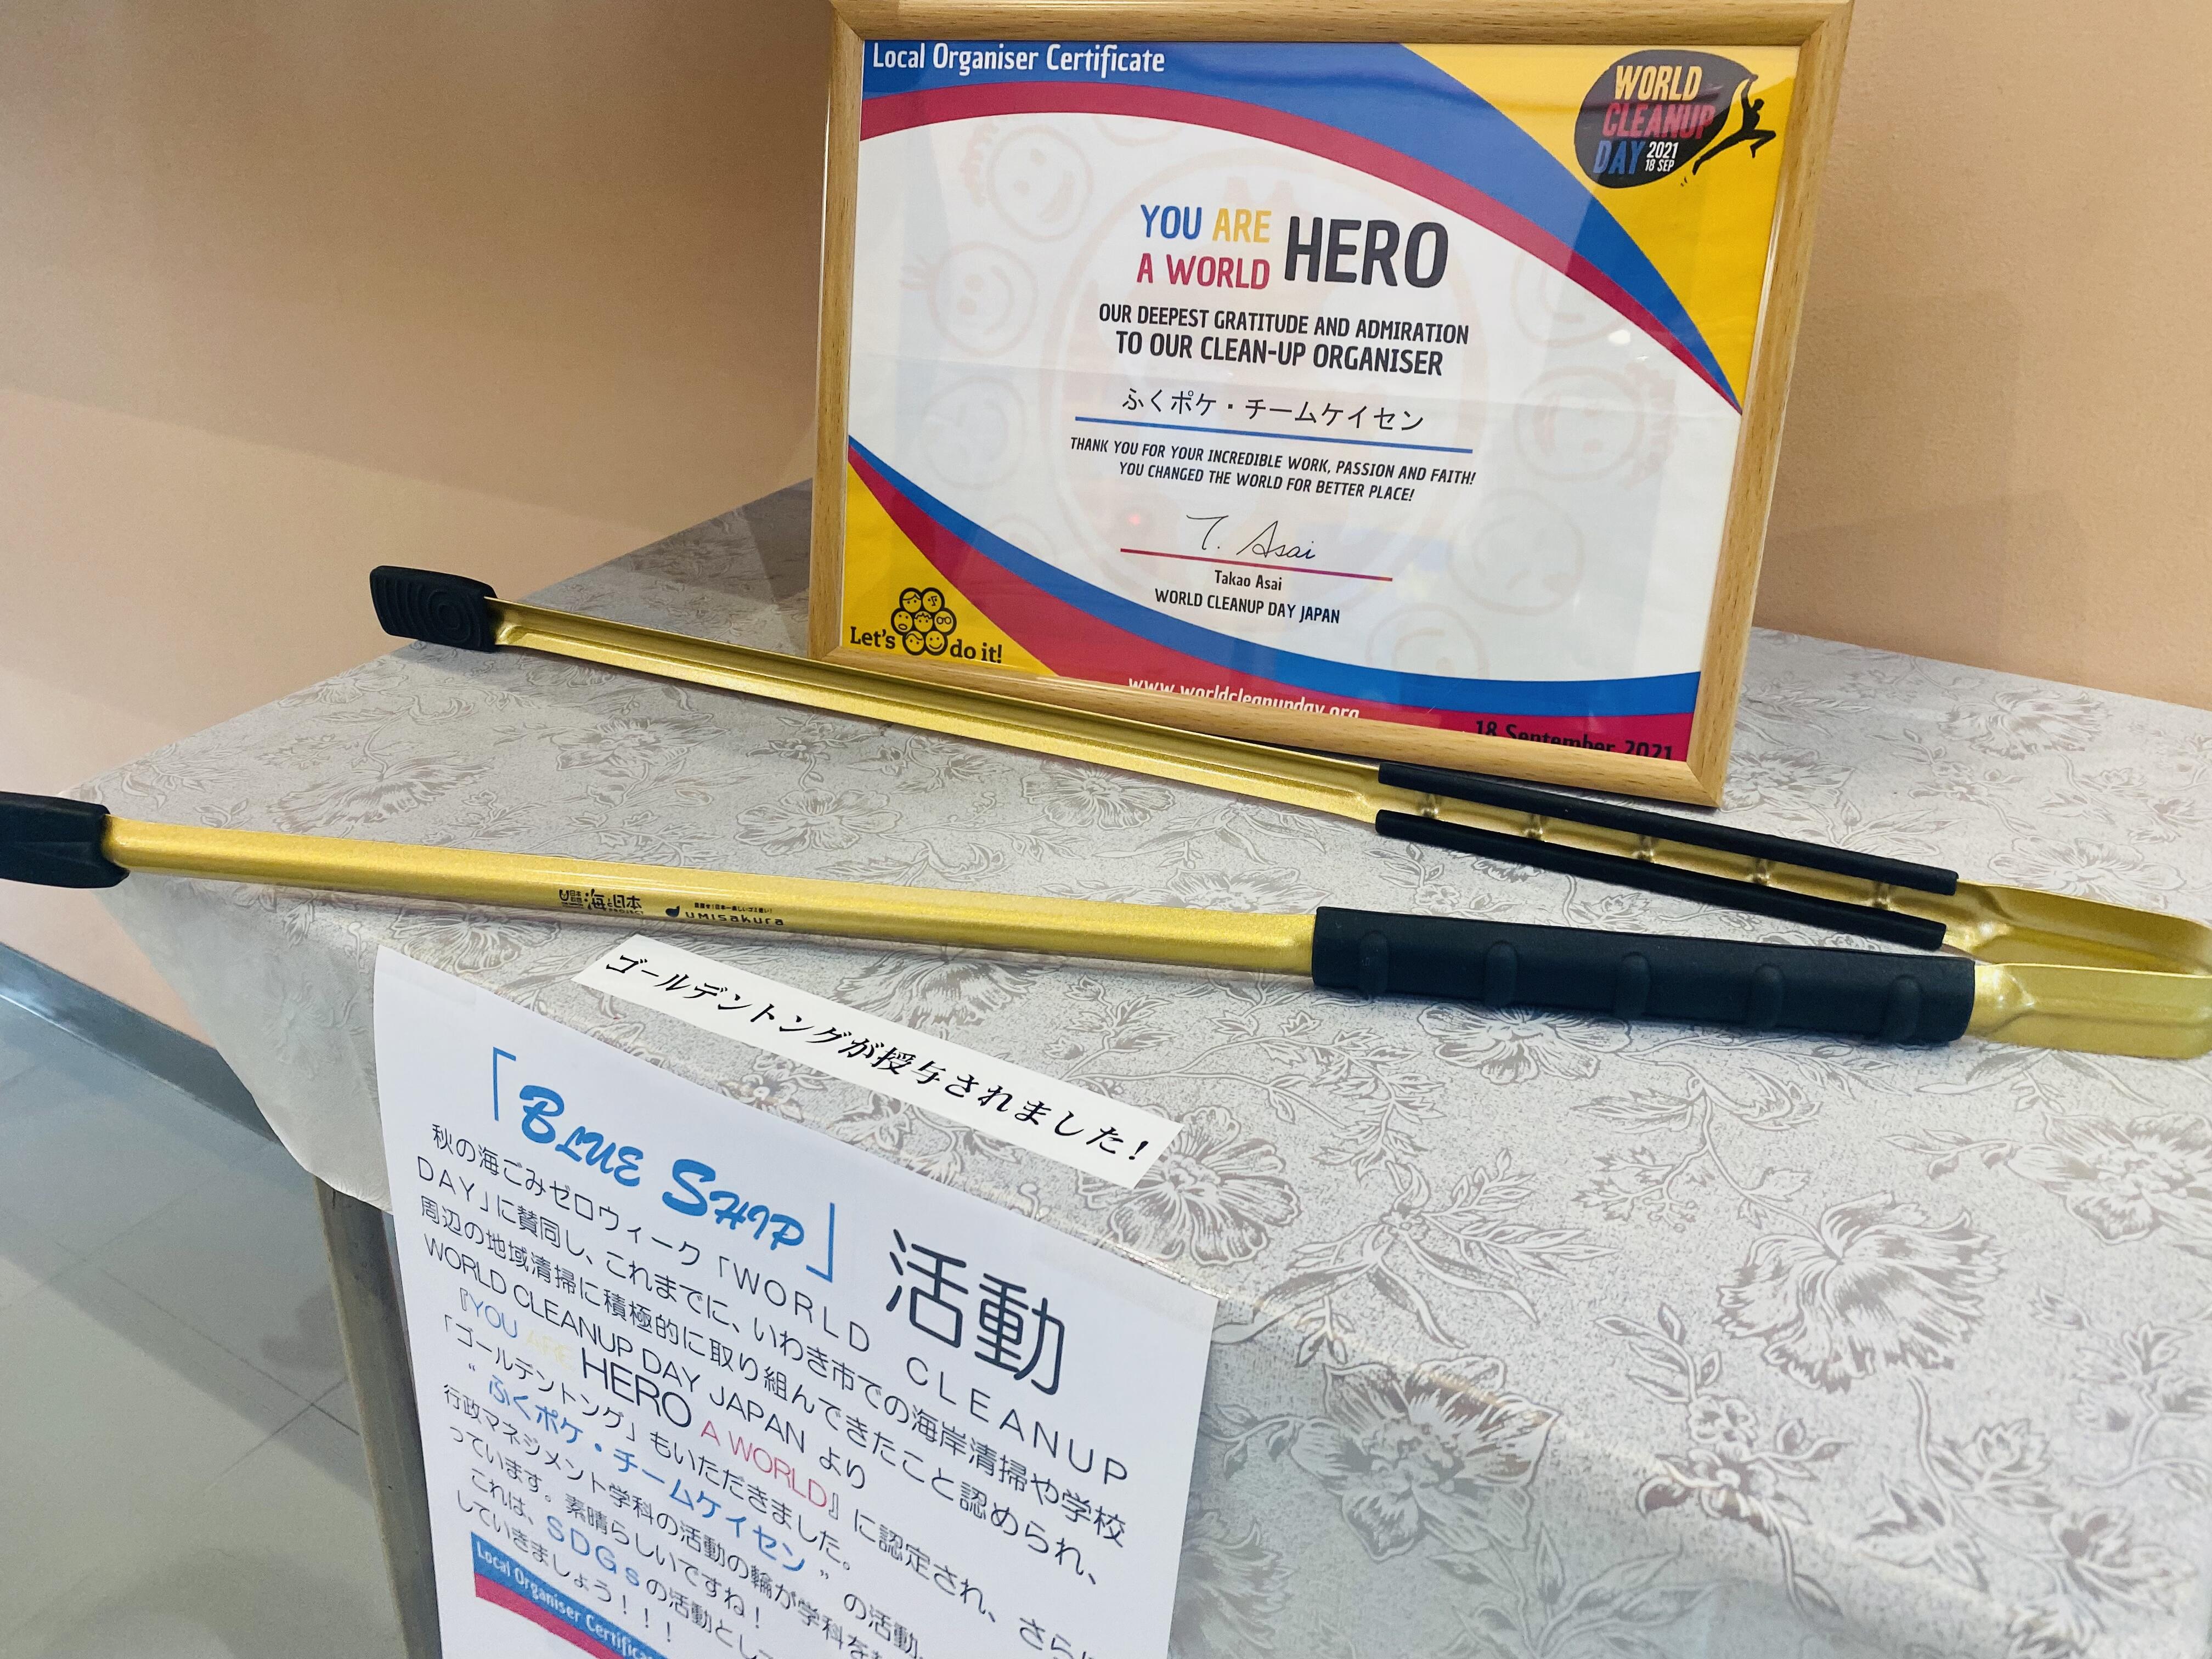 Local Organiser Certificate
WORLD
CLEANUP
DAY 2021
18 SEP
YOU ARE
A WORLD HERO
OUR DEEPEST GRATITUDE AND ADMIRATION
TO OUR CLEAN-UP ORGANISER
ふくポケ・チームケイセン
THANK YOU FOR YOUR INCREDIBLE WORK, PASSION AND FAITH!
YOU CHANGED THE WORLD FOR BETTER PLACE!
T. Asai
Takao Asai
WORLD CLEANUP DAY JAPAN
Let's do it!
www.worldcleanupday.org
18 September 2021
海と日本
PROJECT
umisakura
ゴールデントングが授与されました!
「BLUE SHIP」活動
秋の海ごみゼロウィーク「WORLD CLEANUP
DAY」に賛同し、これまでに、いわき市での海岸清掃や学校
周辺の地域清掃に積極的に取り組んできたこと認められ、
WORLD CLEANUP DAY JAPAN より
『YOU ARE HERO A WORLD』に認定され、さらに
「ゴールデントング」もいただきました。
“ふくポケ・チームケイセン”の活動
行政マネジメント学科の活動の輪が学科を
っています。素晴らしいですね!
これは、SDGsの活動として
していきましょう!!!
Local Organiser Certificate